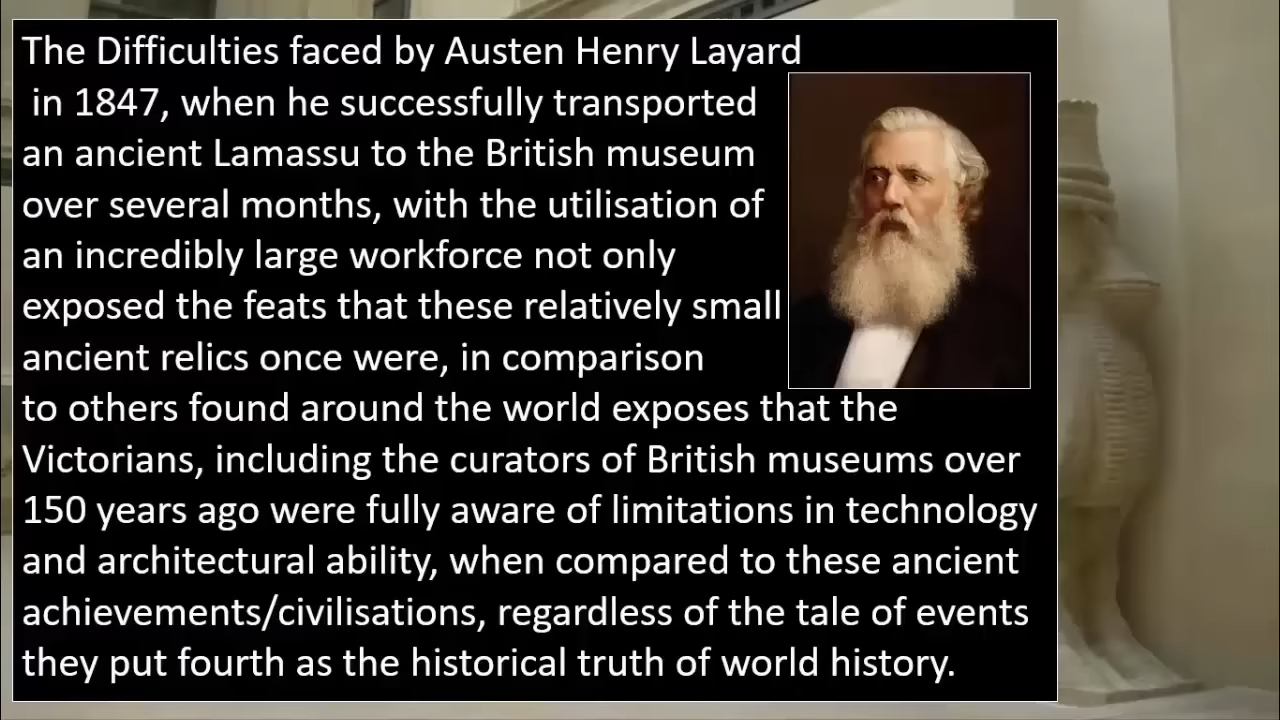 The Difficulties faced by Austen Henry Layard
in 1847, when he successfully transported
an ancient Lamassu to the British museum
over several months, with the utilisation of
an incredibly large workforce not only
exposed the feats that these relatively small
ancient relics once were, in comparison
to others found around the world exposes that the
Victorians, including the curators of British museums over
150 years ago were fully aware of limitations in technology
and architectural ability, when compared to these ancient
achievements/civilisations, regardless of the tale of events
they put fourth as the historical truth of world history.